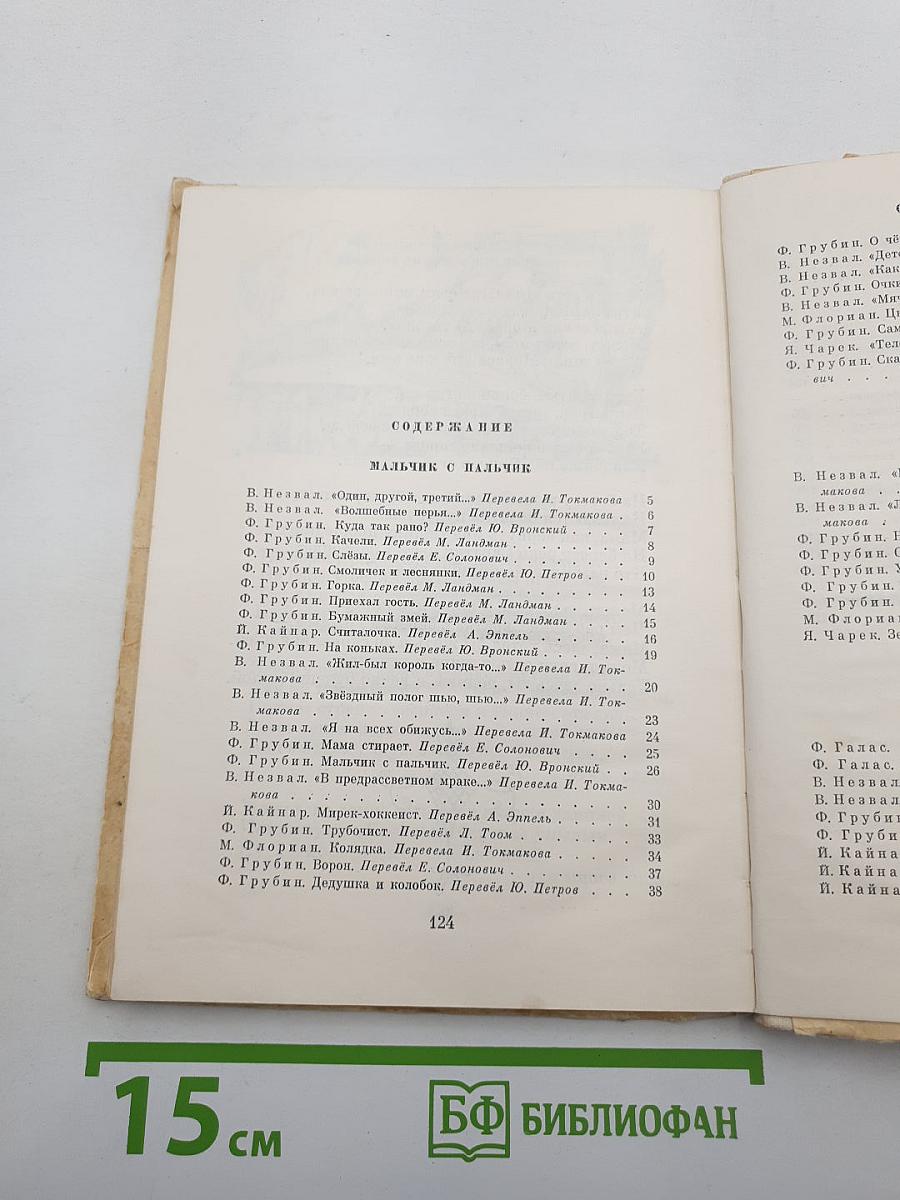 СОДЕРЖАНИЕ
МАЛЬЧИК С ПАЛЬЧИК
В. Незвал. «Один, другой, третий...» Перевела И. Токмакова 5
В. Незвал. «Волшебные перья...» Перевела И. Токмакова . 6
Ф. Грубин. Куда так рано? Перевёл Ю. Вронский . . . . 7
Ф. Грубин. Качели. Перевёл М. Ландман . . . . . . . . 8
Ф. Грубин. Слёзы. Перевёл Е. Солонович . . . . . . . . 9
Ф. Грубин. Смоличек и леснянки. Перевёл Ю. Петров . . . 10
Ф. Грубин. Горка. Перевёл М. Ландман . . . . . . . . . 13
Ф. Грубин. Приехал гость. Перевёл М. Ландман . . . . . 14
Ф. Грубин. Бумажный змей. Перевёл М. Ландман . . . . . 15
Й. Кайнар. Считалочка. Перевёл А. Эппель . . . . . . . 16
Ф. Грубин. На коньках. Перевёл Ю. Вронский . . . . . . 19
В. Незвал. «Жил-был король когда-то...» Перевела И. Ток-
макова . . . . . . . . . . . . . . . . . . . . 20
В. Незвал. «Звёздный полог шью, шью...» Перевела И. Ток-
макова . . . . . . . . . . . . . . . . . . . . 23
В. Незвал. «Я на всех обижусь...» Перевела И. Токмакова 24
Ф. Грубин. Мама стирает. Перевёл Е. Солонович . . . . 25
Ф. Грубин. Мальчик с пальчик. Перевёл Ю. Вронский . . 26
В. Незвал. «В предрассветном мраке...» Перевела И. Токма-
кова . . . . . . . . . . . . . . . . . . . . . 30
Й. Кайнар. Мирек-хоккеист. Перевёл А. Эппель . . . . . 31
Ф. Грубин. Трубочист. Перевёл Л. Тоом . . . . . . . . 33
М. Флориан. Колядка. Перевела И. Токмакова . . . . . 34
Ф. Грубин. Ворон. Перевёл Е. Солонович . . . . . . . . 37
Ф. Грубин. Дедушка и колобок. Перевёл Ю. Петров . . . 38
124
Ф. Грубин. О чё
В. Незвал. «Дет
В. Незвал. «Как
Ф. Грубин. Очки
В. Незвал. «Мяч
М. Флориан. Ци
Ф. Грубин. Сам
Я. Чарек. «Тел
Ф. Грубин. Ска
вич . . . .
В. Незвал. «
макова . .
В. Незвал. «Л
макова .
Ф. Грубин. Н
Ф. Грубин. С
Ф. Грубин. У
Ф. Грубин.
Ф. Грубин.
М. Флориан
Я. Чарек. Зе
Ф. Галас.
Ф. Галас.
В. Незвал
В. Незвал
Ф. Груби
Ф. Груби
Й. Кайна
Й. Кайна
Й. Кайна
15 см
БФ БИБЛИОФАН